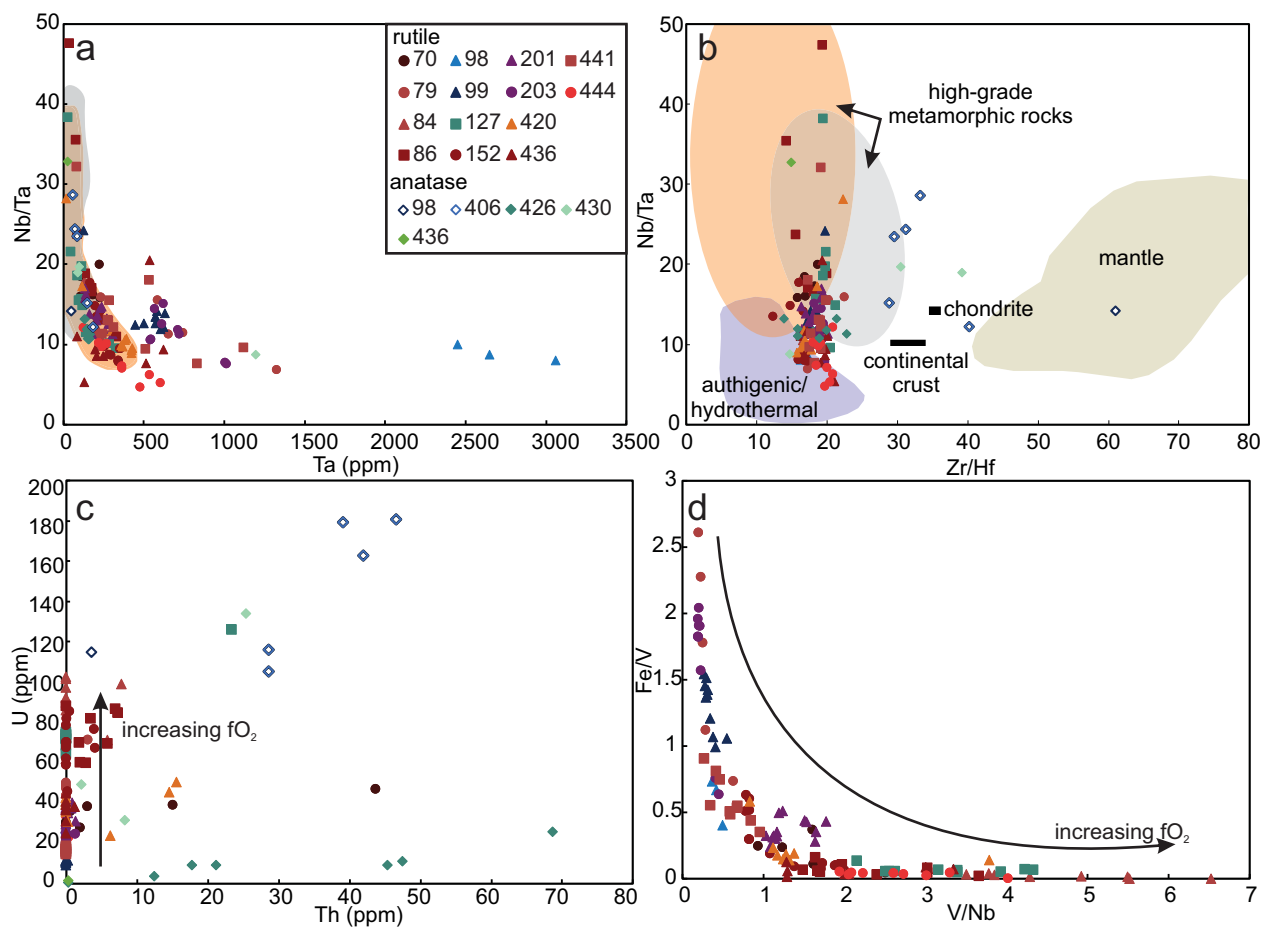 a
50
40
30
20
10
0
Nb/Ta
0 500 1000 1500 2000 2500 3000 3500
Ta (ppm)
rutile
70 98 201 441
79 99 203 444
84 127 420
86 152 436
anatase
98 406 426 430
436
b
50
40
30
20
10
0
Nb/Ta
high-grade
metamorphic rocks
mantle
chondrite
continental
crust
authigenic/
hydrothermal
0 10 20 30 40 50 60 70 80
Zr/Hf
c
200
180
160
140
120
100
80
60
40
20
0
U (ppm)
increasing fO₂
0 10 20 30 40 50 60 70 80
Th (ppm)
d
3
2.5
2
1.5
1
0.5
0
Fe/V
increasing fO₂
0 1 2 3 4 5 6 7
V/Nb